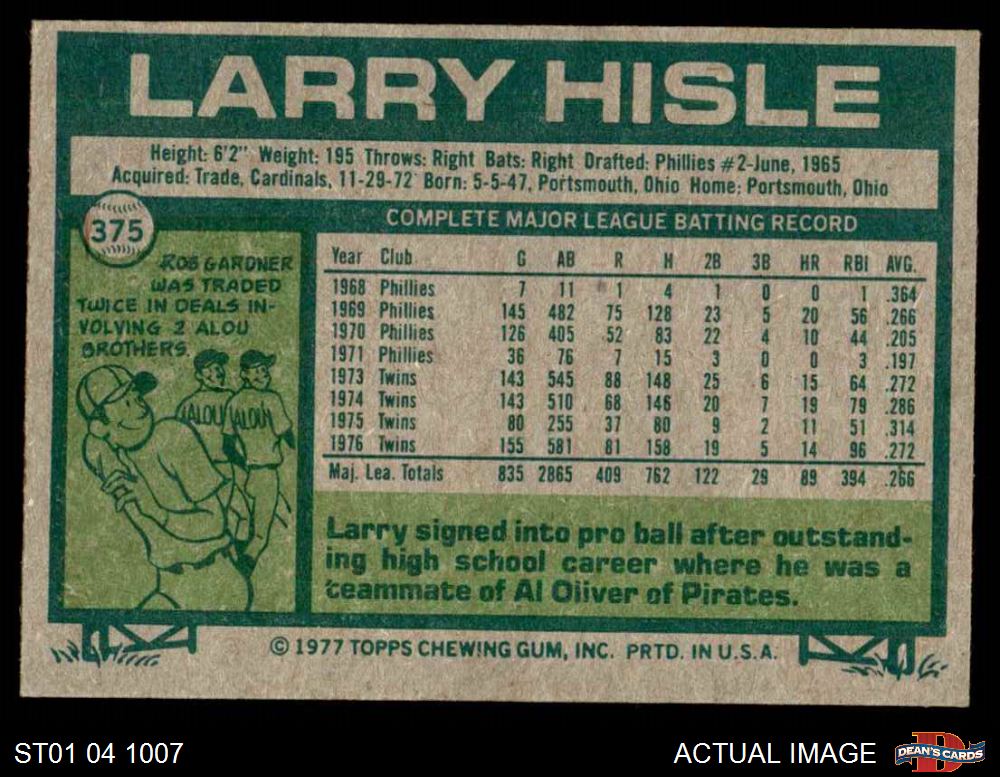 LARRY HISLE
Height: 6'2" Weight: 195 Throws: Right Bats: Right Drafted: Phillies #2-June, 1965
Acquired: Trade, Cardinals, 11-29-72 Born: 5-5-47, Portsmouth, Ohio Home: Portsmouth, Ohio
375
ROB GARDNER
WAS TRADED
TWICE IN DEALS IN-
VOLVING 2 ALOU
BROTHERS.
ALOU ALOU
COMPLETE MAJOR LEAGUE BATTING RECORD
Year Club G AB R H 2B 3B HR RBI AVG.
1968 Phillies 7 11 1 4 1 0 0 1 .364
1969 Phillies 145 482 75 128 23 5 20 56 .266
1970 Phillies 126 405 52 83 22 4 10 44 .205
1971 Phillies 36 76 7 15 3 0 0 3 .197
1973 Twins 143 545 88 148 25 6 15 64 .272
1974 Twins 143 510 68 146 20 7 19 79 .286
1975 Twins 80 255 37 80 9 2 11 51 .314
1976 Twins 155 581 81 158 19 5 14 96 .272
Maj. Lea. Totals 835 2865 409 762 122 29 89 394 .266
Larry signed into pro ball after outstand-
ing high school career where he was a
teammate of Al Oliver of Pirates.
© 1977 TOPPS CHEWING GUM, INC. PRTD. IN U.S.A.
ST01 04 1007
ACTUAL IMAGE
D
DEAN'S CARDS